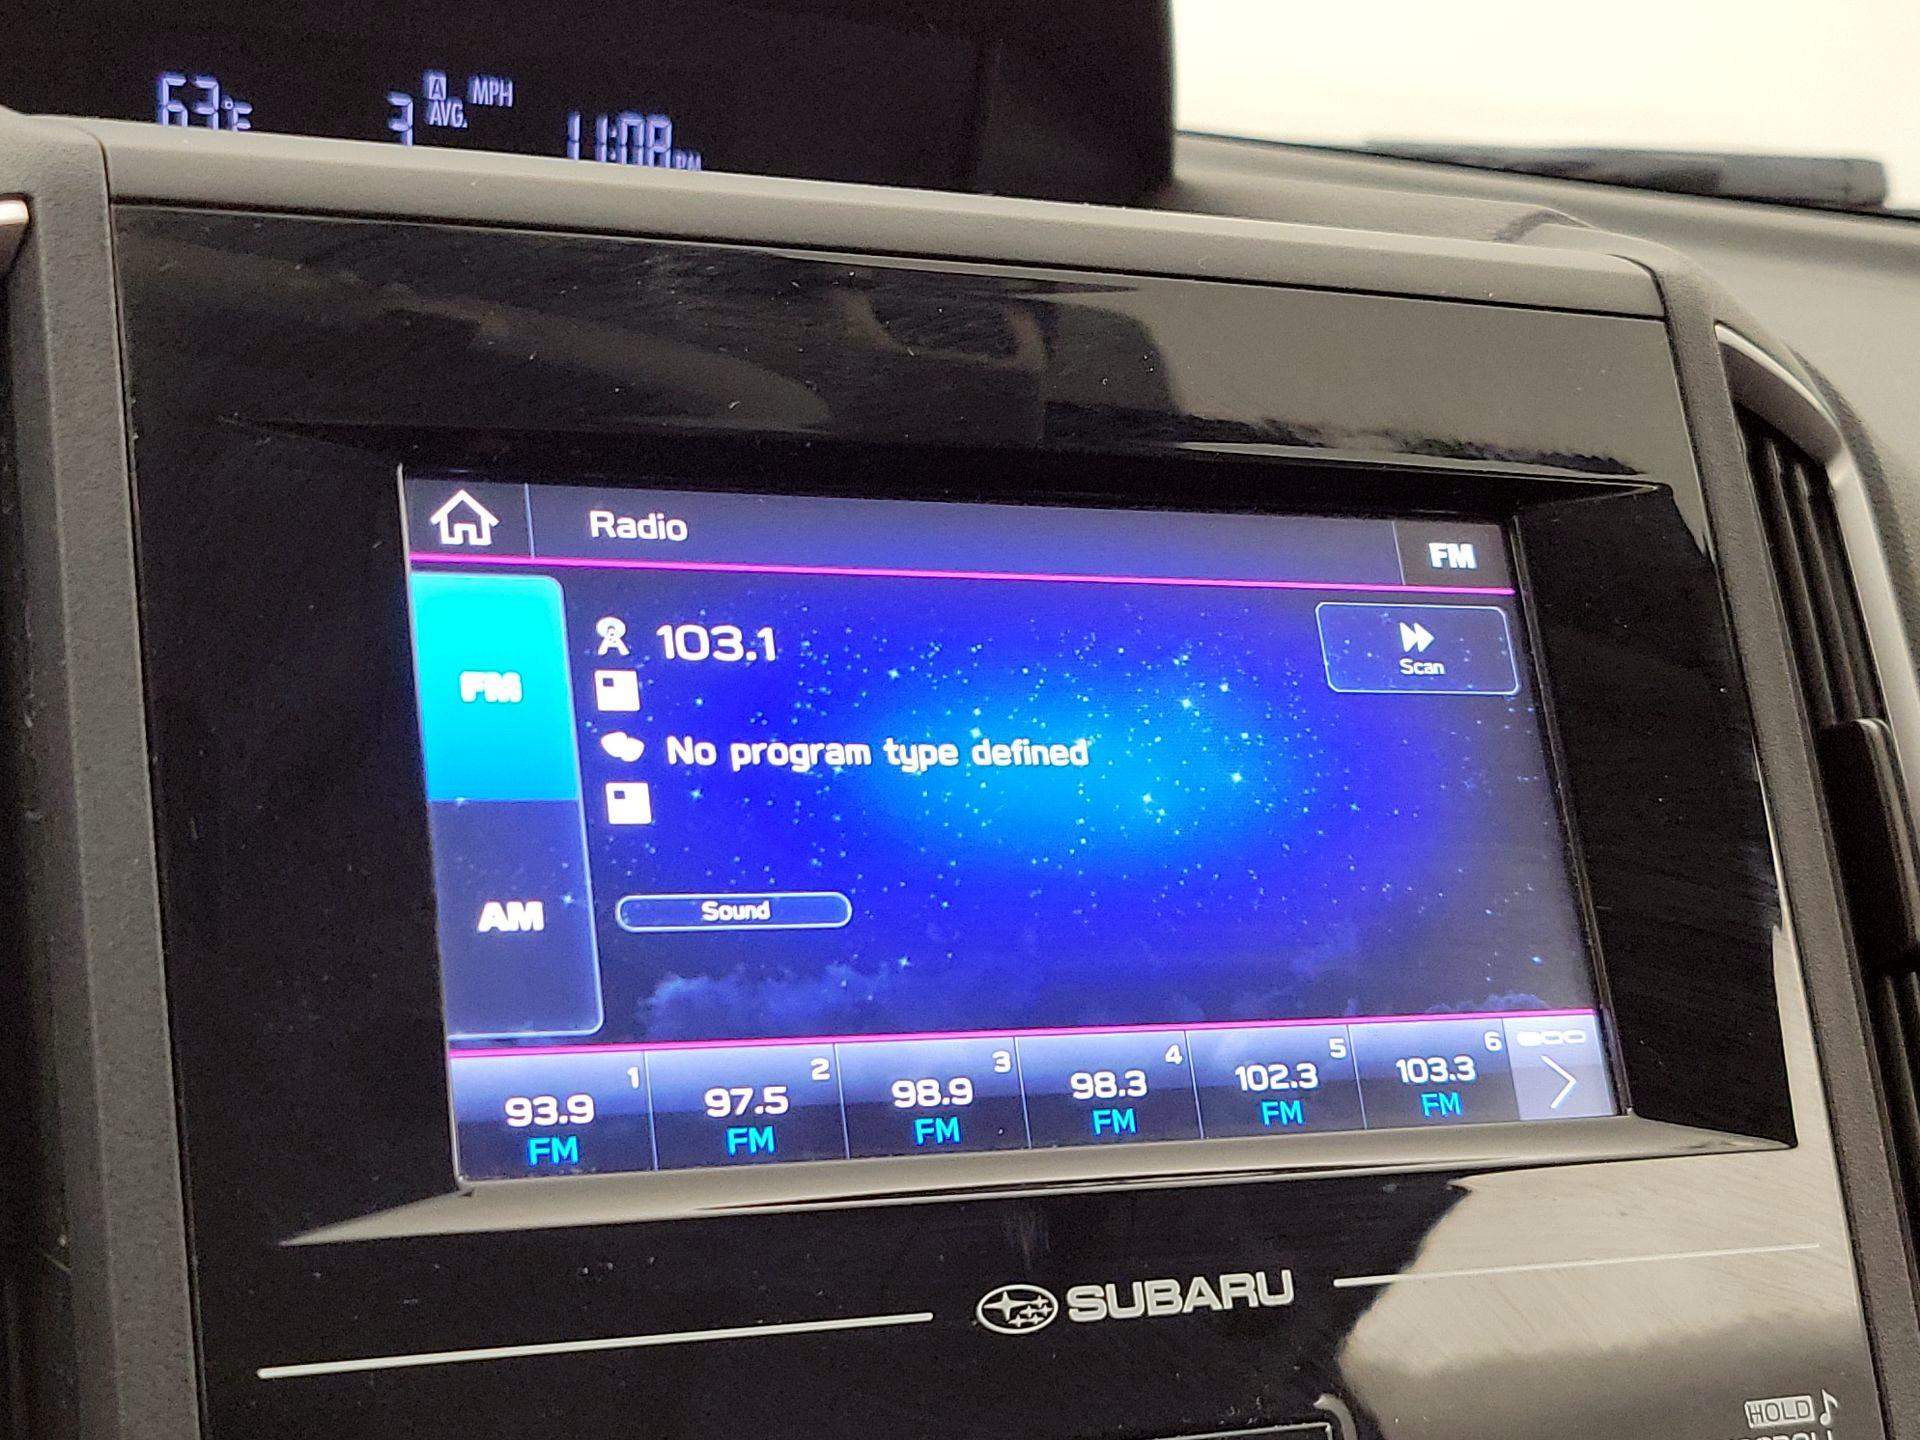 63°F
3 A AVG. MPH
11:08 PM
Radio
FM
FM
103.1
Scan
No program type defined
AM
Sound
1 2 3 4 5 6
93.9 97.5 98.9 98.3 102.3 103.3
FM FM FM FM FM FM
SUBARU
HOLD